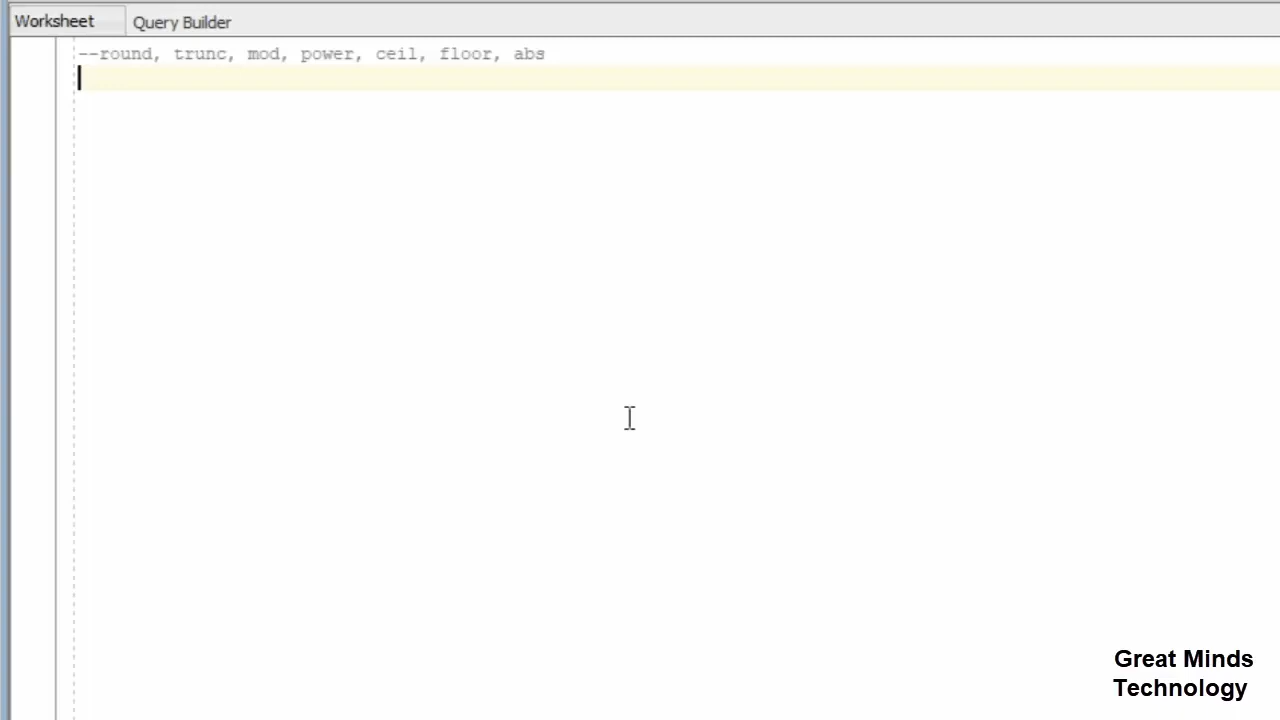 Worksheet
Query Builder
--round, trunc, mod, power, ceil, floor, abs
Great Minds
Technology